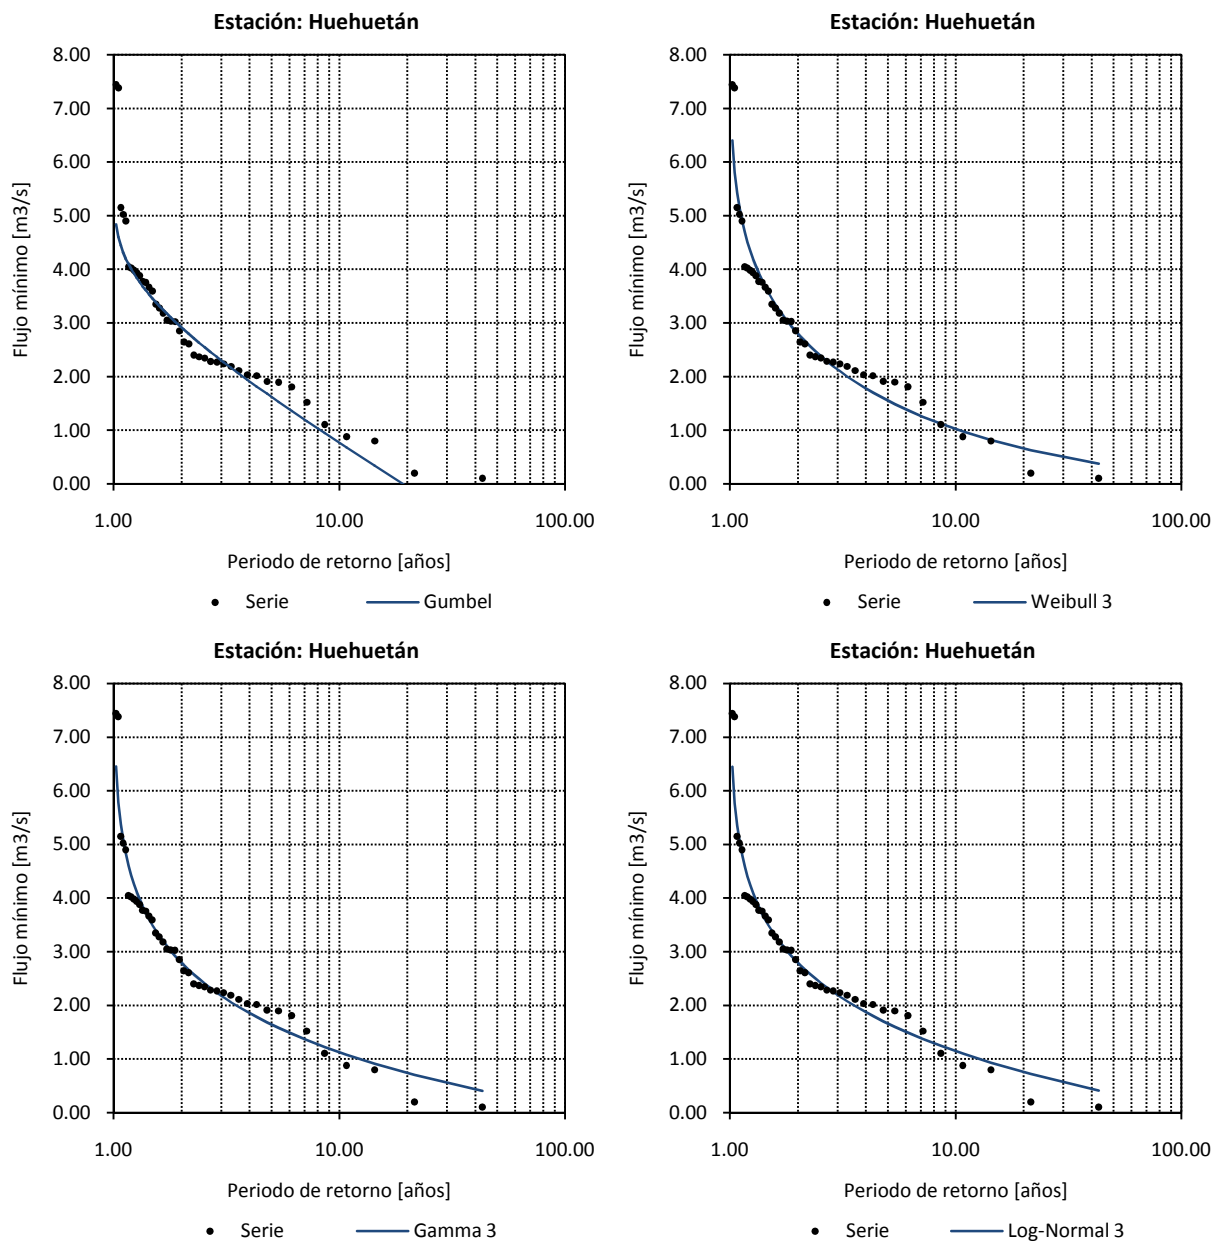 Estación: Huehuetán
8.00
7.00
6.00
5.00
4.00
3.00
2.00
1.00
0.00
Flujo mínimo [m3/s]
1.00 10.00 100.00
Periodo de retorno [años]
Serie Gumbel
Estación: Huehuetán
8.00
7.00
6.00
5.00
4.00
3.00
2.00
1.00
0.00
Flujo mínimo [m3/s]
1.00 10.00 100.00
Periodo de retorno [años]
Serie Weibull 3
Estación: Huehuetán
8.00
7.00
6.00
5.00
4.00
3.00
2.00
1.00
0.00
Flujo mínimo [m3/s]
1.00 10.00 100.00
Periodo de retorno [años]
Serie Gamma 3
Estación: Huehuetán
8.00
7.00
6.00
5.00
4.00
3.00
2.00
1.00
0.00
Flujo mínimo [m3/s]
1.00 10.00 100.00
Periodo de retorno [años]
Serie Log-Normal 3